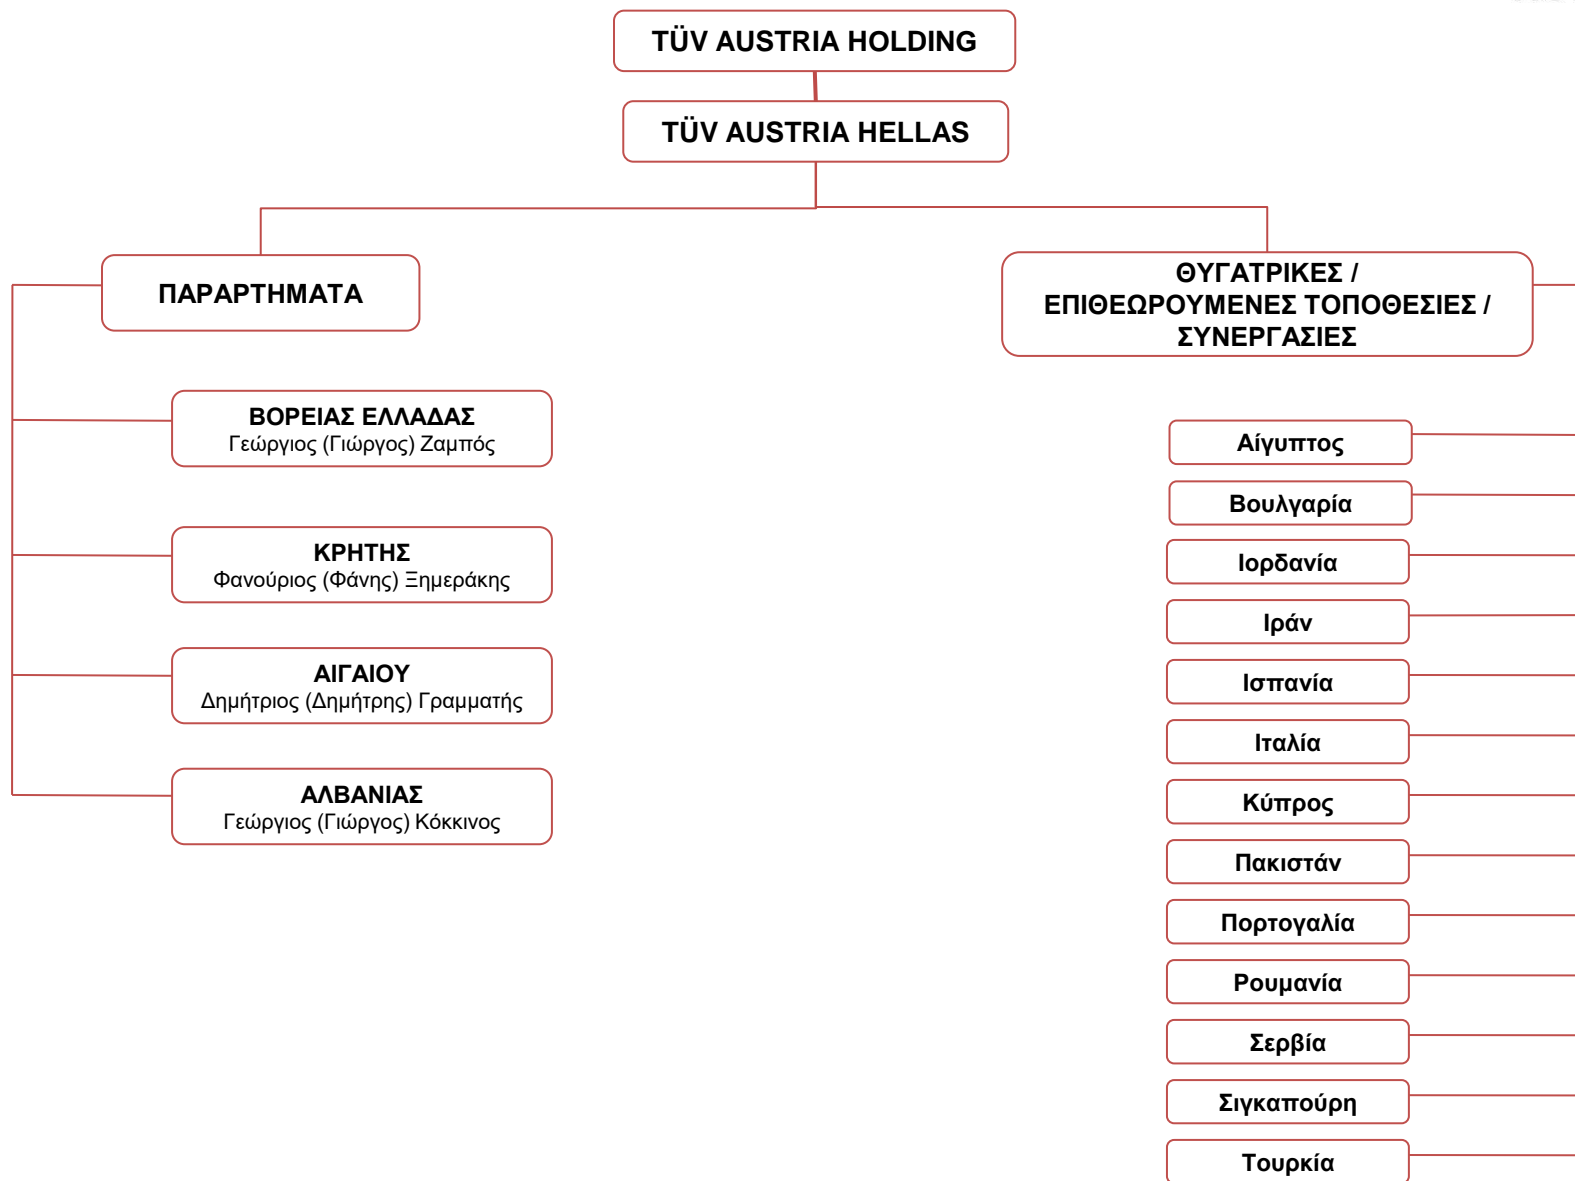 TÜV AUSTRIA HOLDING
TÜV AUSTRIA HELLAS
ΠΑΡΑΡΤΗΜΑΤΑ
ΒΟΡΕΙΑΣ ΕΛΛΑΔΑΣ
Γεώργιος (Γιώργος) Ζαμπός
ΚΡΗΤΗΣ
Φανούριος (Φάνης) Ξημεράκης
ΑΙΓΑΙΟΥ
Δημήτριος (Δημήτρης) Γραμματής
ΑΛΒΑΝΙΑΣ
Γεώργιος (Γιώργος) Κόκκινος
ΘΥΓΑΤΡΙΚΕΣ /
ΕΠΙΘΕΩΡΟΥΜΕΝΕΣ ΤΟΠΟΘΕΣΙΕΣ /
ΣΥΝΕΡΓΑΣΙΕΣ
Αίγυπτος
Βουλγαρία
Ιορδανία
Ιράν
Ισπανία
Ιταλία
Κύπρος
Πακιστάν
Πορτογαλία
Ρουμανία
Σερβία
Σιγκαπούρη
Τουρκία